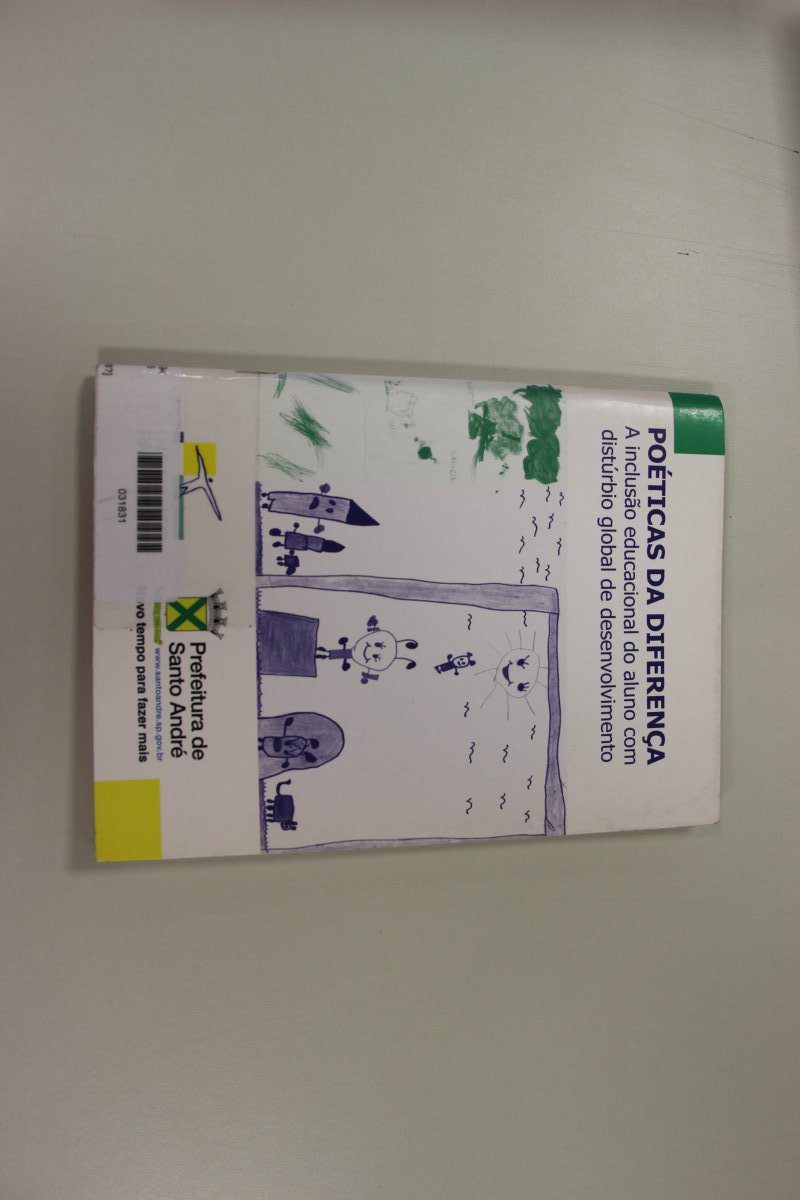 POÉTICAS DA DIFERENÇA
A inclusão educacional do aluno com
distúrbio global de desenvolvimento
Prefeitura de
Santo André
www.santoandre.sp.gov.br
vo tempo para fazer mais
031831